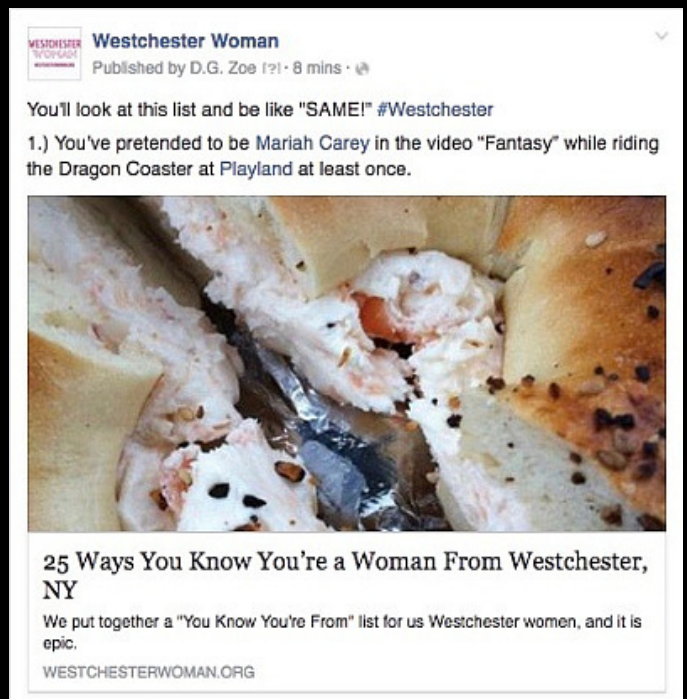 WESTCHESTER
WOMAN
Westchester Woman
Published by D.G. Zoe [?] · 8 mins ·
You'll look at this list and be like "SAME!" #Westchester
1.) You've pretended to be Mariah Carey in the video "Fantasy" while riding
the Dragon Coaster at Playland at least once.
25 Ways You Know You're a Woman From Westchester,
NY
We put together a "You Know You're From" list for us Westchester women, and it is
epic.
WESTCHESTERWOMAN.ORG